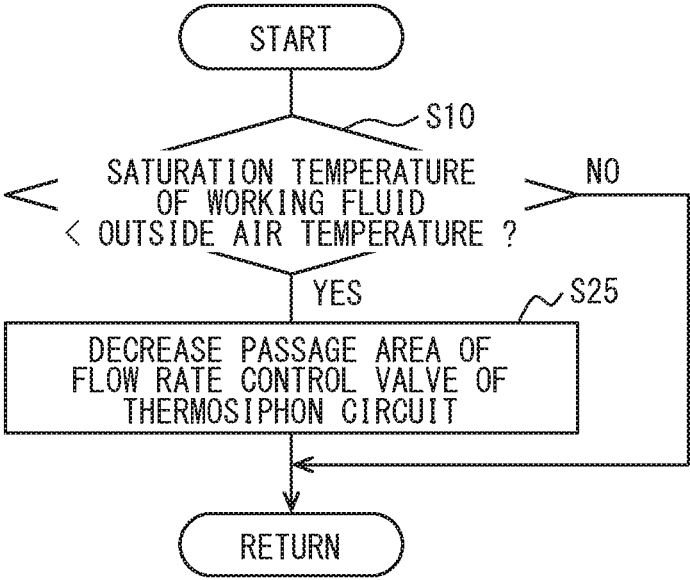 START
S10
SATURATION TEMPERATURE
OF WORKING FLUID
< OUTSIDE AIR TEMPERATURE ?
NO
YES
S25
DECREASE PASSAGE AREA OF
FLOW RATE CONTROL VALVE OF
THERMOSIPHON CIRCUIT
RETURN